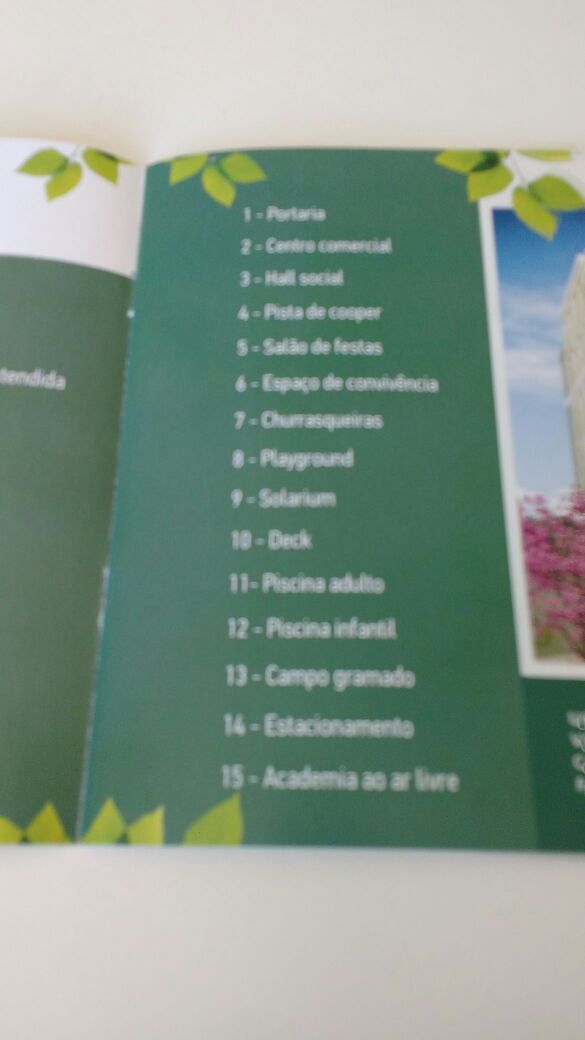 tendida
1 - Portaria
2 - Centro comercial
3 - Hall social
4 - Pista de cooper
5 - Salão de festas
6 - Espaço de convivência
7 - Churrasqueiras
8 - Playground
9 - Solarium
10 - Deck
11- Piscina adulto
12 - Piscina infantil
13 - Campo gramado
14 - Estacionamento
15 - Academia ao ar livre